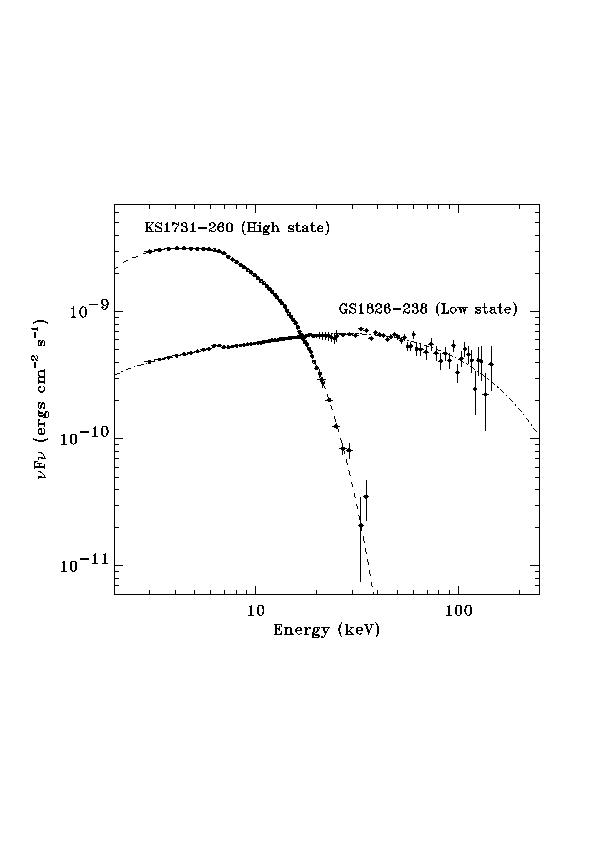 KS1731-260 (High state)
GS1826-238 (Low state)
10⁻⁹
10⁻¹⁰
10⁻¹¹
νFν (ergs cm⁻² s⁻¹)
10
100
Energy (keV)